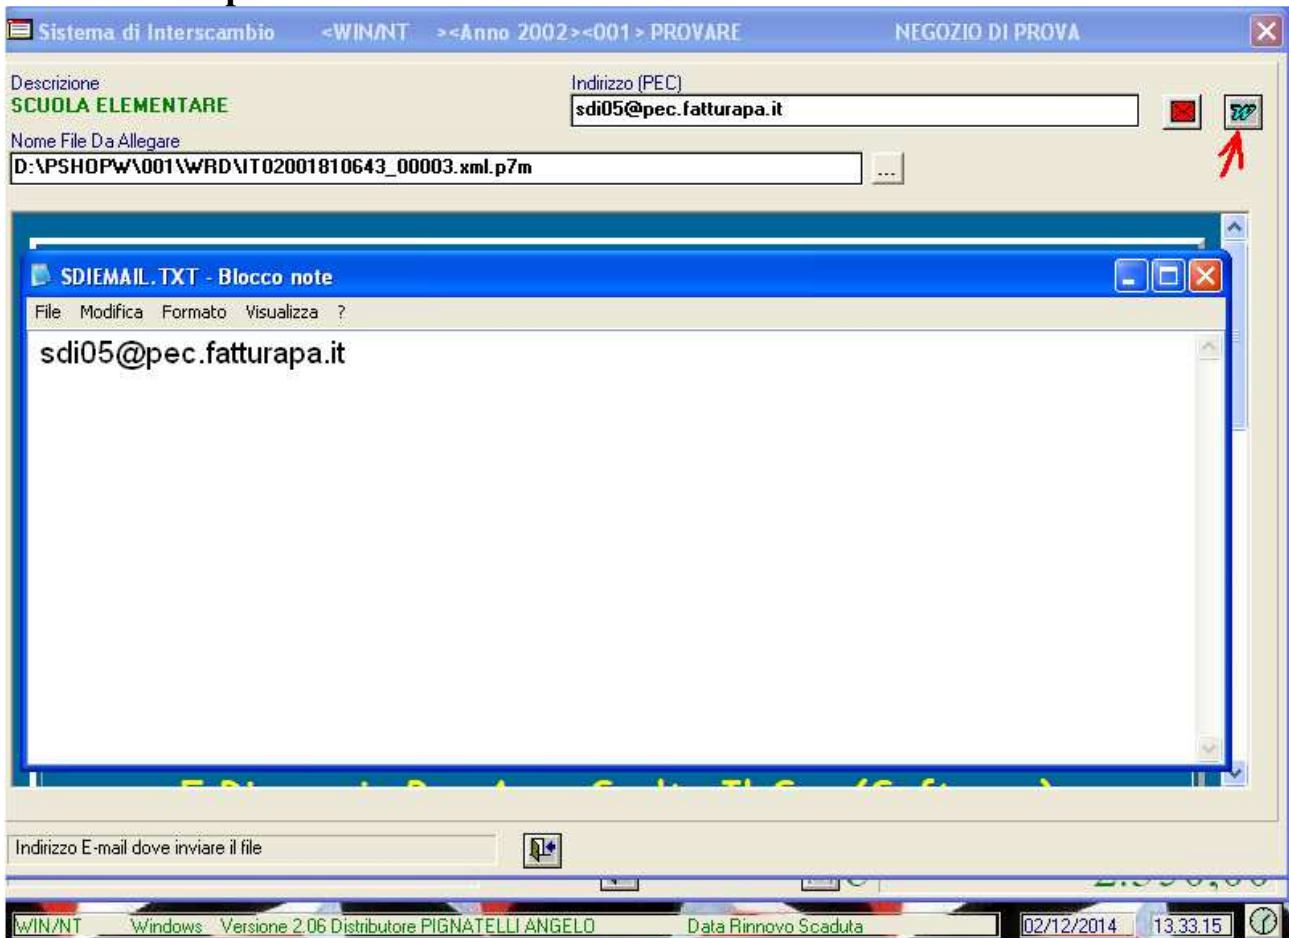 Sistema di Interscambio <WIN/NT ><Anno 2002><001> PROVARE NEGOZIO DI PROVA
Descrizione
SCUOLA ELEMENTARE
Indirizzo (PEC)
sdi05@pec.fatturapa.it
Nome File Da Allegare
D:\PSHOPW\001\WRD\IT02001810643_00003.xml.p7m
...
SDIEMAIL.TXT - Blocco note
File Modifica Formato Visualizza ?
sdi05@pec.fatturapa.it
Indirizzo E-mail dove inviare il file
WIN/NT Windows Versione 2.06 Distributore PIGNATELLI ANGELO Data Rinnovo Scaduta 02/12/2014 13.33.15